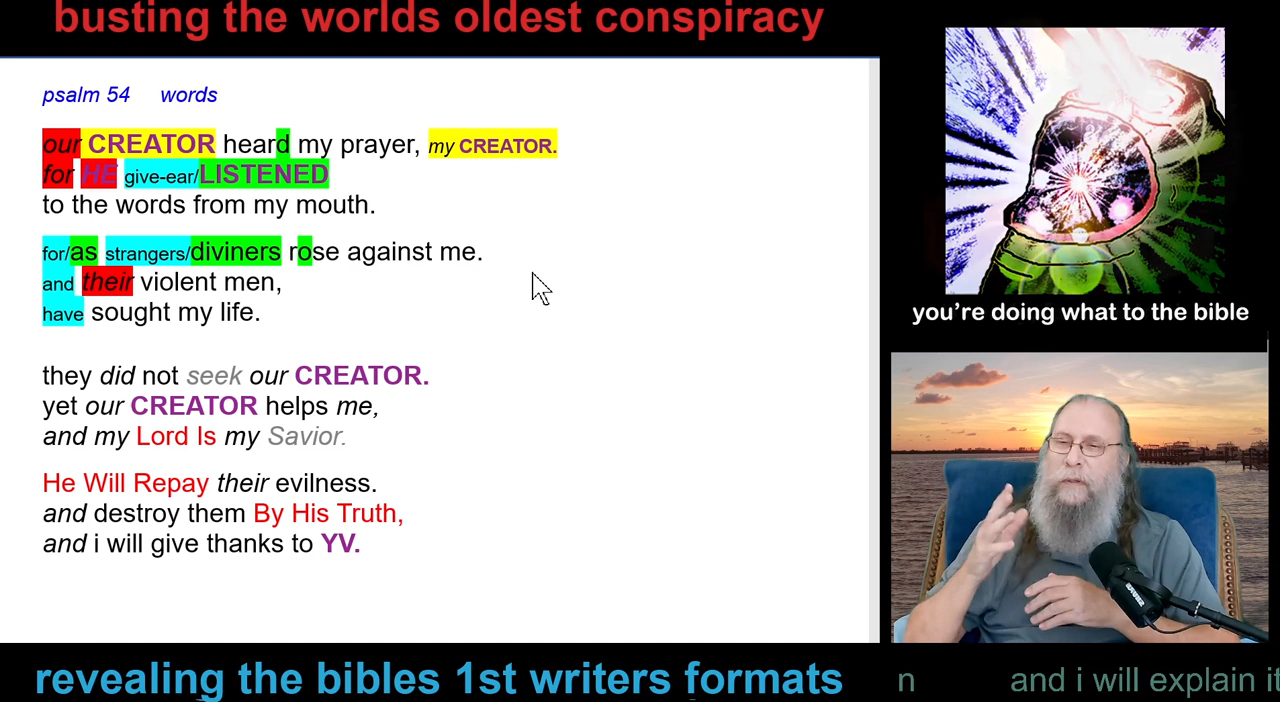 busting the worlds oldest conspiracy
psalm 54 words
our CREATOR heard my prayer, my CREATOR.
for HE give-ear/LISTENED
to the words from my mouth.
for/as strangers/diviners rose against me.
and their violent men,
have sought my life.
they did not seek our CREATOR.
yet our CREATOR helps me,
and my Lord Is my Savior.
He Will Repay their evilness.
and destroy them By His Truth,
and i will give thanks to YV.
you're doing what to the bible
revealing the bibles 1st writers formats
n and i will explain it